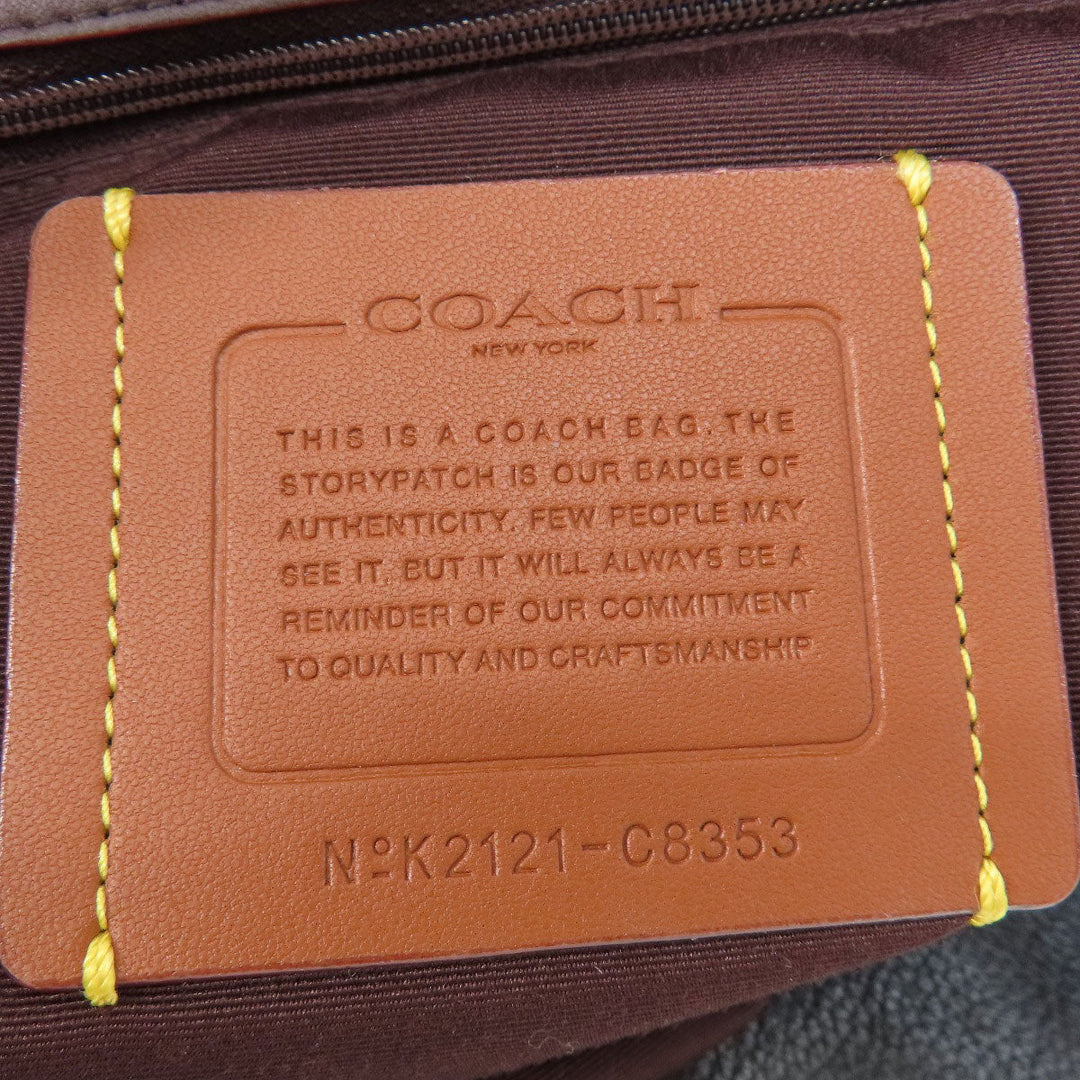 COACH
NEW YORK
THIS IS A COACH BAG. THE
STORYPATCH IS OUR BADGE OF
AUTHENTICITY. FEW PEOPLE MAY
SEE IT, BUT IT WILL ALWAYS BE A
REMINDER OF OUR COMMITMENT
TO QUALITY AND CRAFTSMANSHIP
NºK2121-C8353